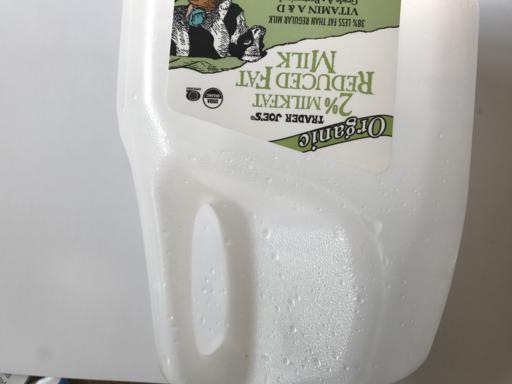 Organic
TRADER JOE'S®
2% MILKFAT
REDUCED FAT
MILK
38% LESS FAT THAN REGULAR MILK
VITAMIN A & D
USDA
ORGANIC